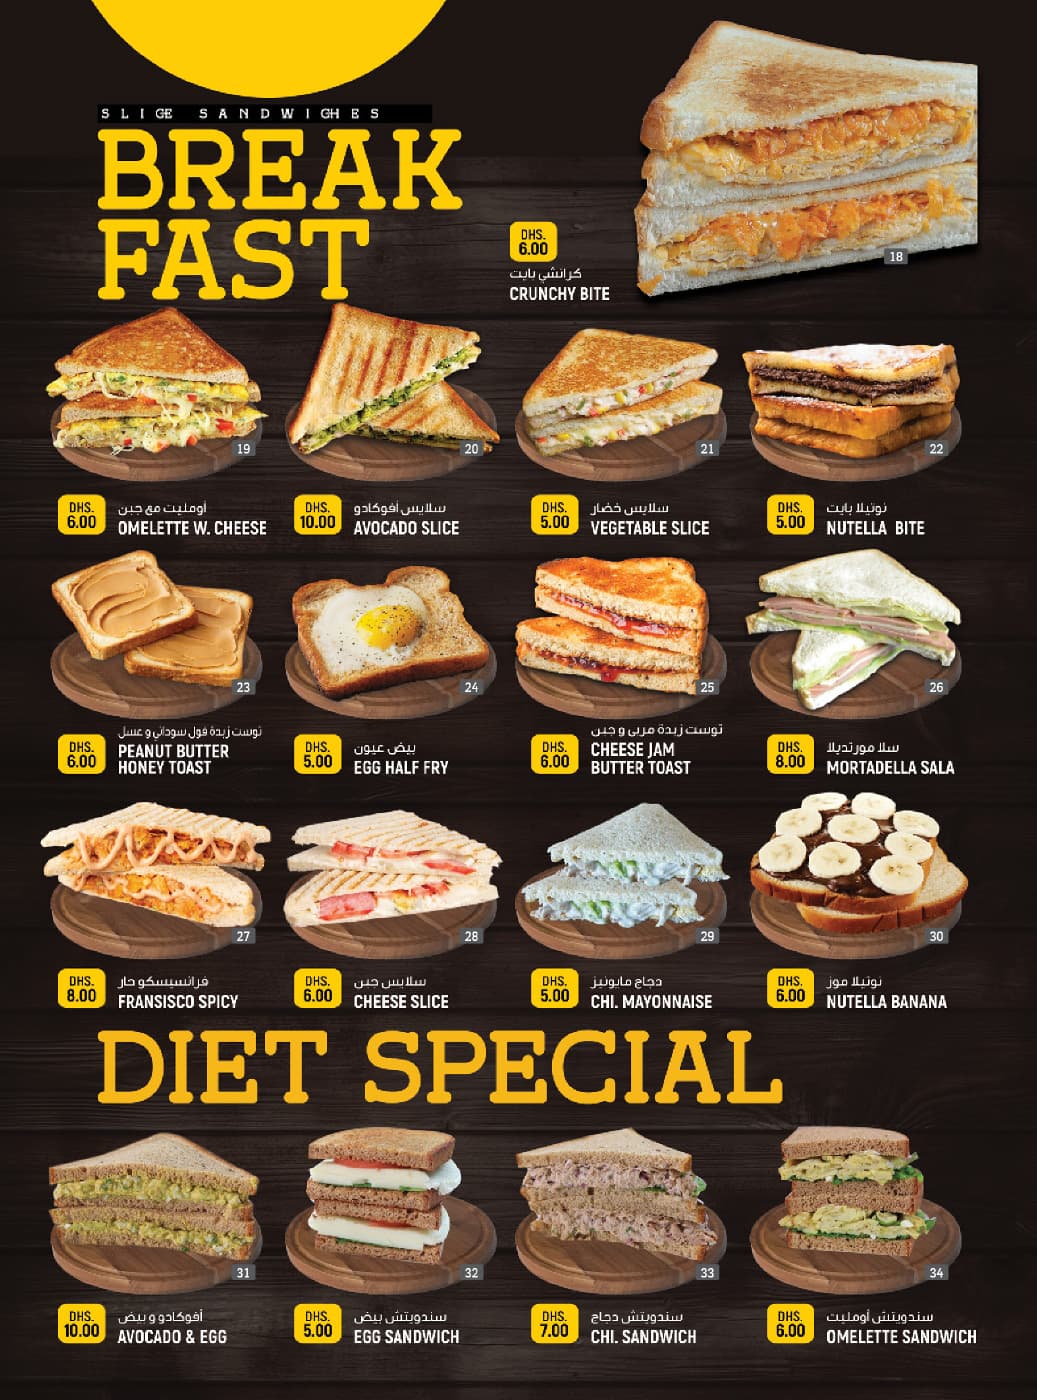 SLICE SANDWICHES
BREAK
FAST
DHS.
6.00
كرانشي بايت
CRUNCHY BITE
18
19
20
21
22
DHS.
6.00
أومليت مع جبن
OMELETTE W. CHEESE
DHS.
10.00
سلايس أفوكادو
AVOCADO SLICE
DHS.
5.00
سلايس خضار
VEGETABLE SLICE
DHS.
5.00
نوتيلا بايت
NUTELLA BITE
23
24
25
26
DHS.
6.00
توست زبدة فول سوداني و عسل
PEANUT BUTTER
HONEY TOAST
DHS.
5.00
بيض عيون
EGG HALF FRY
DHS.
6.00
توست زبدة مربى و جبن
CHEESE JAM
BUTTER TOAST
DHS.
8.00
سلا مورتديلا
MORTADELLA SALA
27
28
29
30
DHS.
8.00
فرانسيسكو حار
FRANSISCO SPICY
DHS.
6.00
سلايس جبن
CHEESE SLICE
DHS.
5.00
دجاج مايونيز
CHI. MAYONNAISE
DHS.
6.00
نوتيلا موز
NUTELLA BANANA
DIET SPECIAL
31
32
33
34
DHS.
10.00
أفوكادو و بيض
AVOCADO & EGG
DHS.
5.00
سندويتش بيض
EGG SANDWICH
DHS.
7.00
سندويتش دجاج
CHI. SANDWICH
DHS.
6.00
سندويتش أومليت
OMELETTE SANDWICH